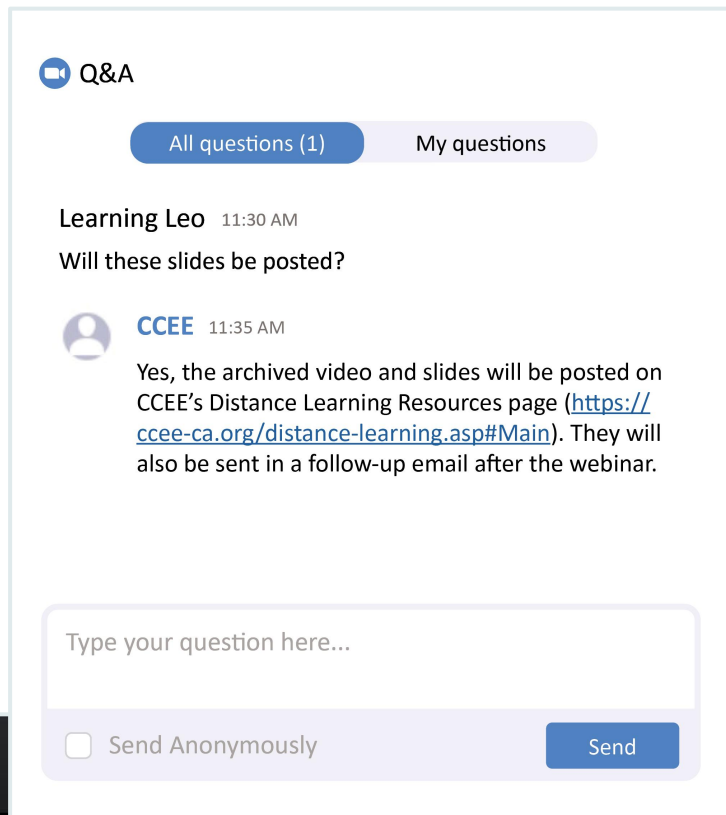 Q&A
All questions (1) My questions
Learning Leo 11:30 AM
Will these slides be posted?
CCEE 11:35 AM
Yes, the archived video and slides will be posted on
CCEE’s Distance Learning Resources page (https://
ccee-ca.org/distance-learning.asp#Main). They will
also be sent in a follow-up email after the webinar.
Type your question here...
Send Anonymously Send